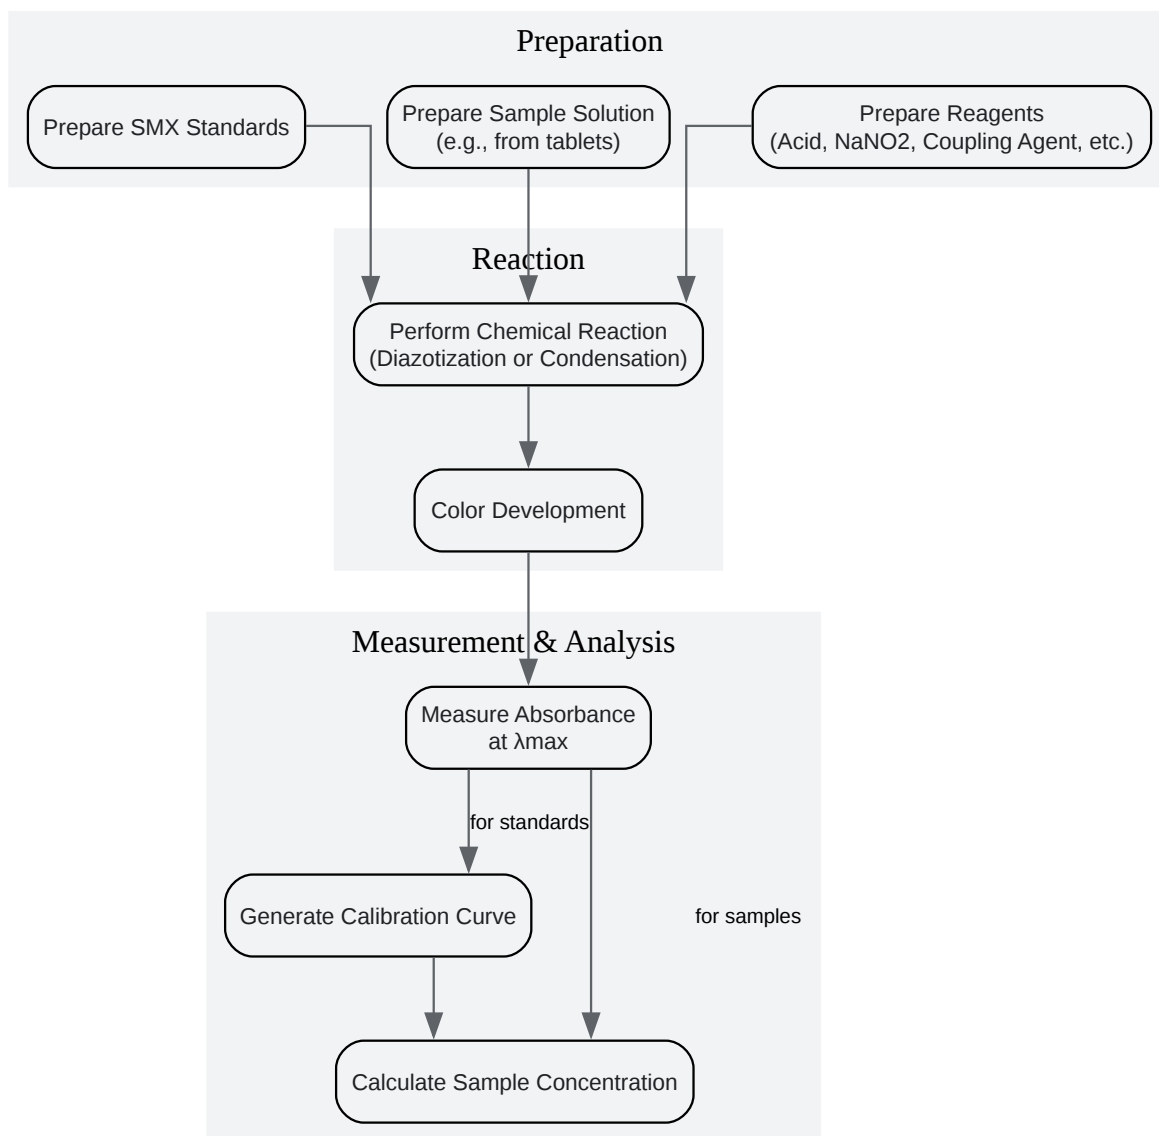 Preparation
Prepare SMX Standards
Prepare Sample Solution
(e.g., from tablets)
Prepare Reagents
(Acid, NaNO2, Coupling Agent, etc.)
Reaction
Perform Chemical Reaction
(Diazotization or Condensation)
Color Development
Measurement & Analysis
Measure Absorbance
at λmax
for standards
Generate Calibration Curve
for samples
Calculate Sample Concentration